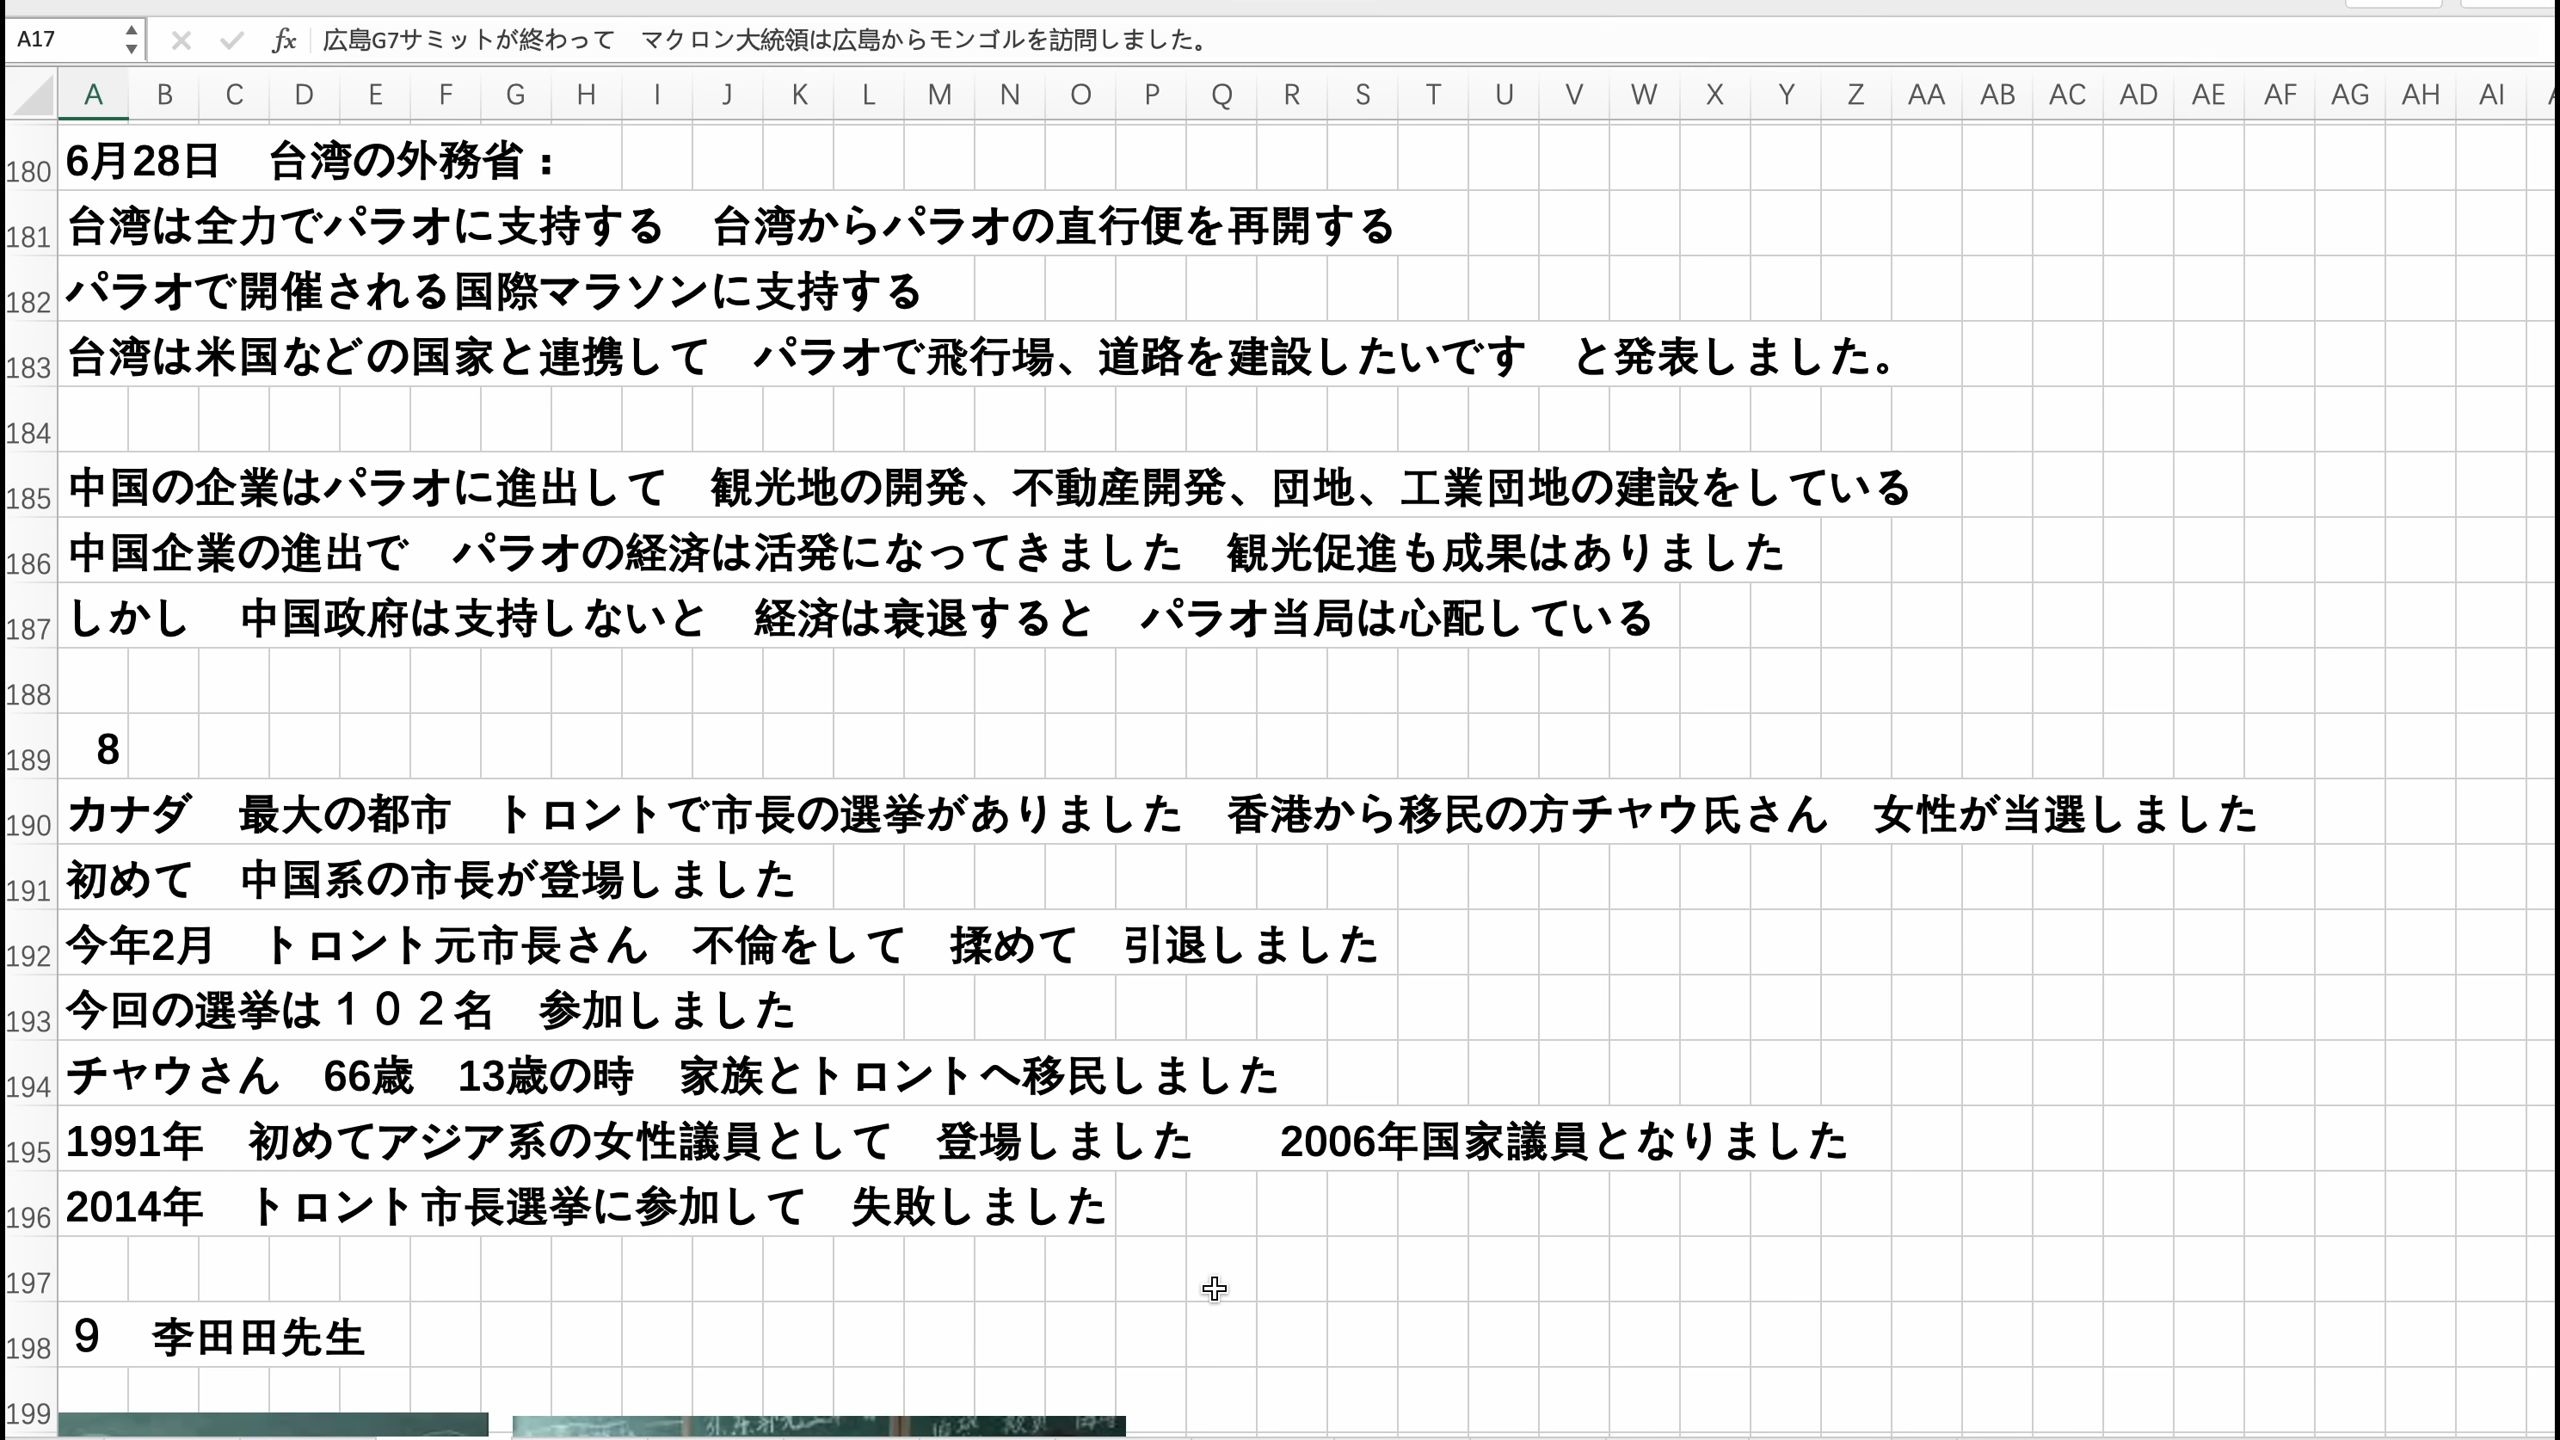 A17 fx 広島G7サミットが終わって　マクロン大統領は広島からモンゴルを訪問しました。
A B C D E F G H I J K L M N O P Q R S T U V W X Y Z AA AB AC AD AE AF AG AH AI
180 6月28日　台湾の外務省：
181 台湾は全力でパラオに支持する　台湾からパラオの直行便を再開する
182 パラオで開催される国際マラソンに支持する
183 台湾は米国などの国家と連携して　パラオで飛行場、道路を建設したいです　と発表しました。
184
185 中国の企業はパラオに進出して　観光地の開発、不動産開発、団地、工業団地の建設をしている
186 中国企業の進出で　パラオの経済は活発になってきました　観光促進も成果はありました
187 しかし　中国政府は支持しないと　経済は衰退すると　パラオ当局は心配している
188
189 8
190 カナダ　最大の都市　トロントで市長の選挙がありました　香港から移民の方チャウ氏さん　女性が当選しました
191 初めて　中国系の市長が登場しました
192 今年2月　トロント元市長さん　不倫をして　揉めて　引退しました
193 今回の選挙は１０２名　参加しました
194 チャウさん　66歳　13歳の時　家族とトロントへ移民しました
195 1991年　初めてアジア系の女性議員として　登場しました　　2006年国家議員となりました
196 2014年　トロント市長選挙に参加して　失敗しました
197
198 ９　李田田先生
199